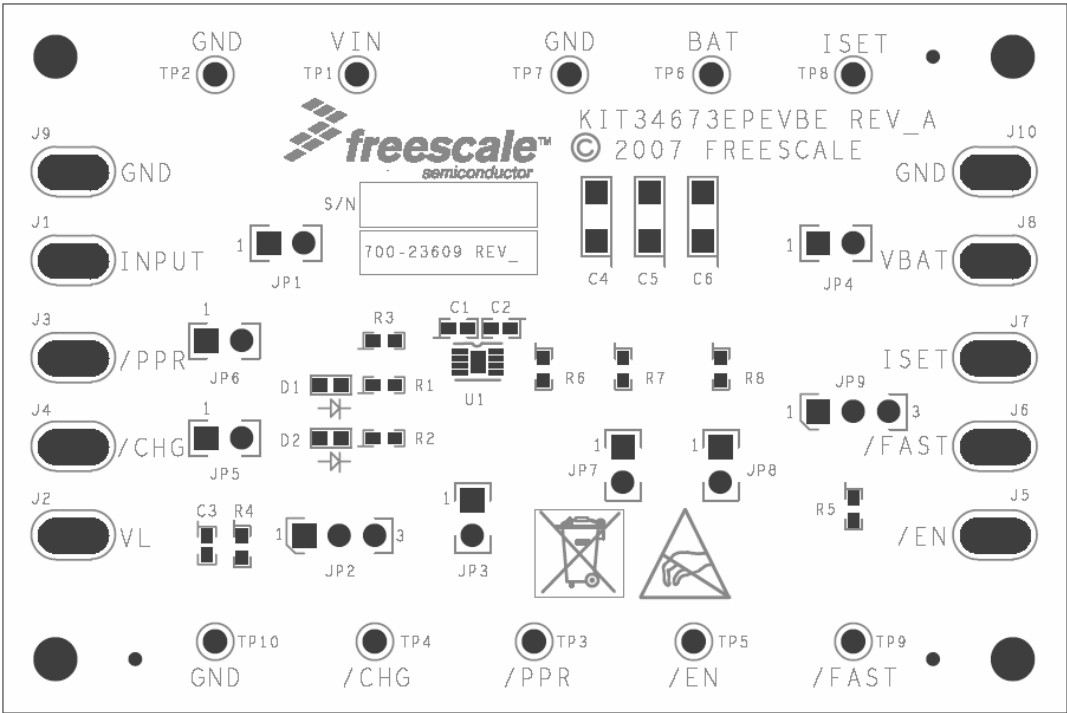 GND VIN GND BAT ISET
TP2 TP1 TP7 TP6 TP8
freescale™
semiconductor
KIT34673EPEVBE REV_A
© 2007 FREESCALE
J9
GND
J10
GND
S/N
700-23609 REV_
J1
INPUT
1
JP1
C4 C5 C6
1
JP4
J8
VBAT
J3
/PPR
1
JP6
R3
C1 C2
U1
D1
R1
R6 R7 R8
J7
ISET
J4
/CHG
1
JP5
D2
R2
1
JP7
1
JP8
1 JP9 3
J6
/FAST
J2
VL
C3 R4
1 JP2 3
1
JP3
R5
J5
/EN
TP10 TP4 TP3 TP5 TP9
GND /CHG /PPR /EN /FAST